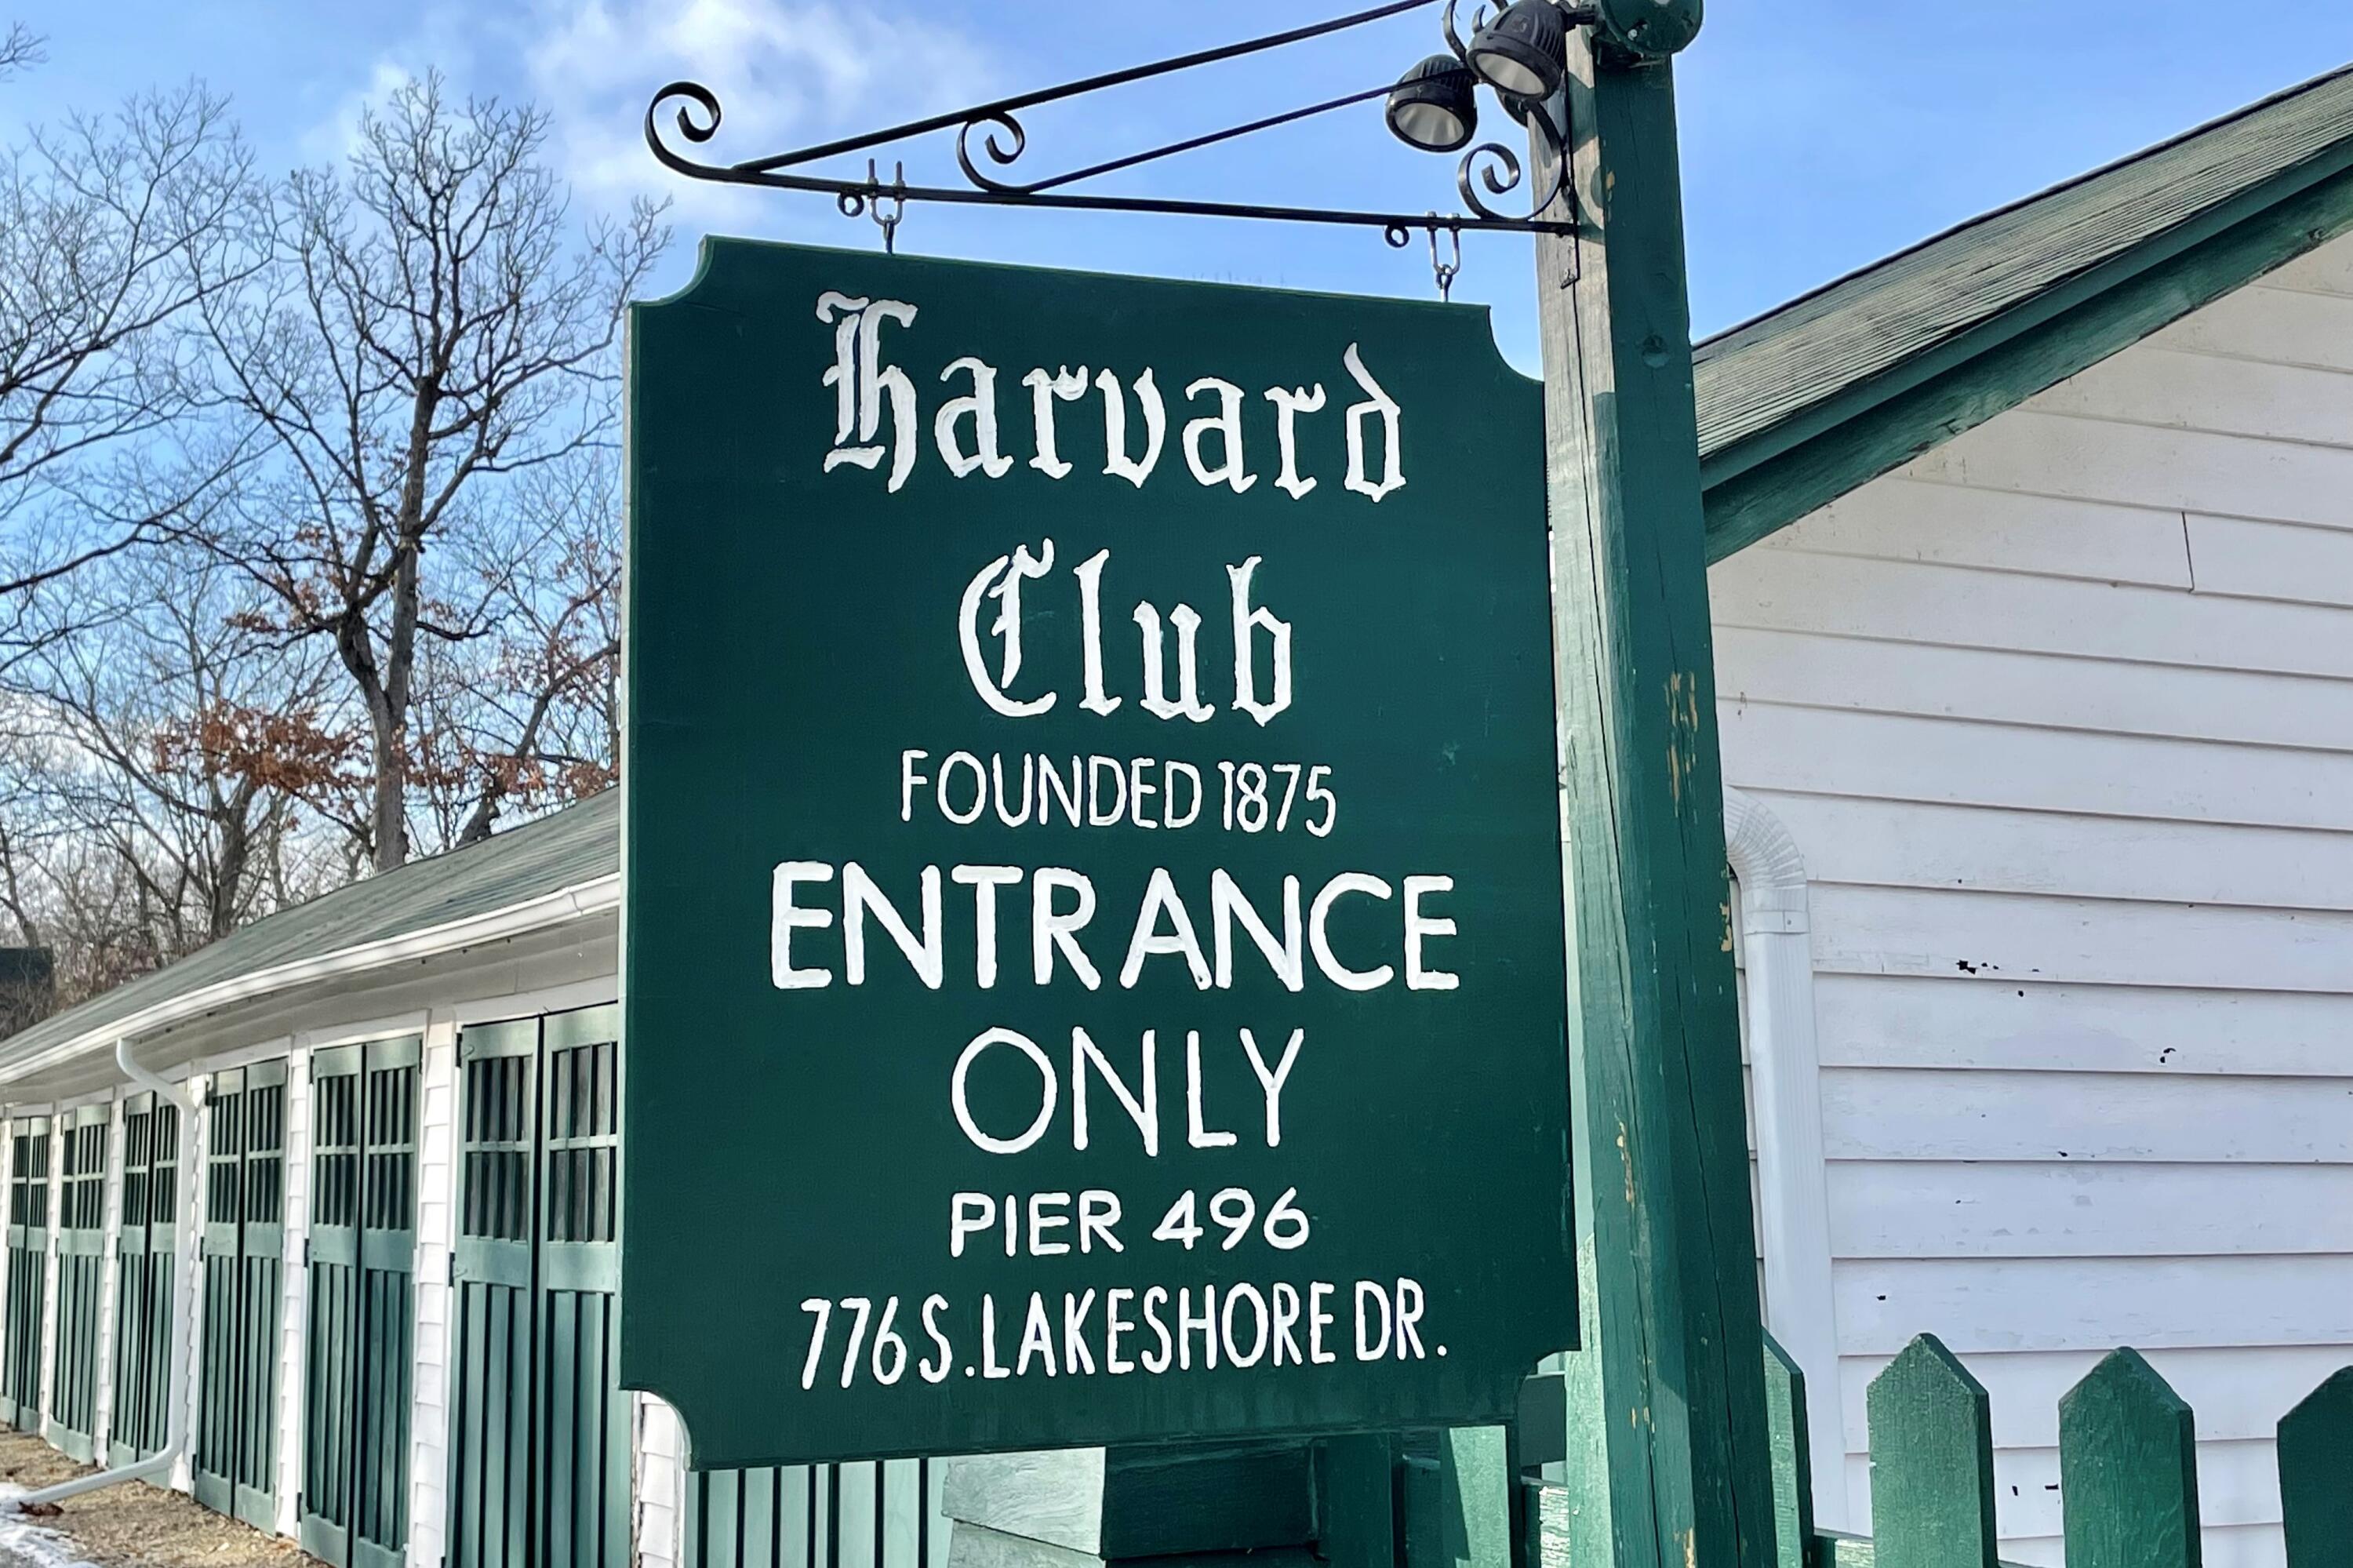 Harvard
Club
FOUNDED 1875
ENTRANCE
ONLY
PIER 496
776 S. LAKESHORE DR.